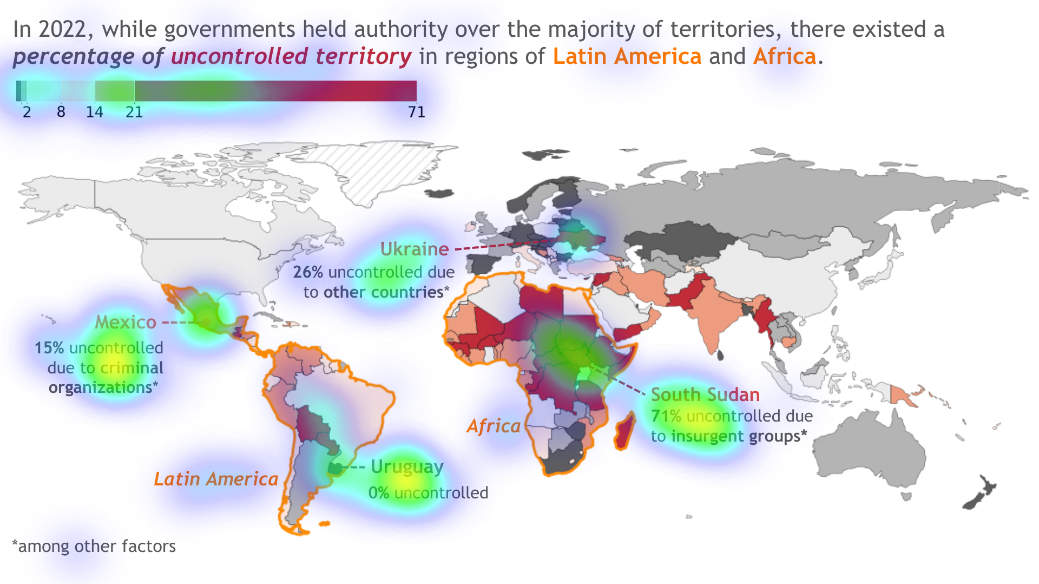 In 2022, while governments held authority over the majority of territories, there existed a
percentage of uncontrolled territory in regions of Latin America and Africa.
2 8 14 21 71
Ukraine
26% uncontrolled due
to other countries*
Mexico
15% uncontrolled
due to criminal
organizations*
South Sudan
71% uncontrolled due
to insurgent groups*
Africa
Uruguay
0% uncontrolled
Latin America
*among other factors